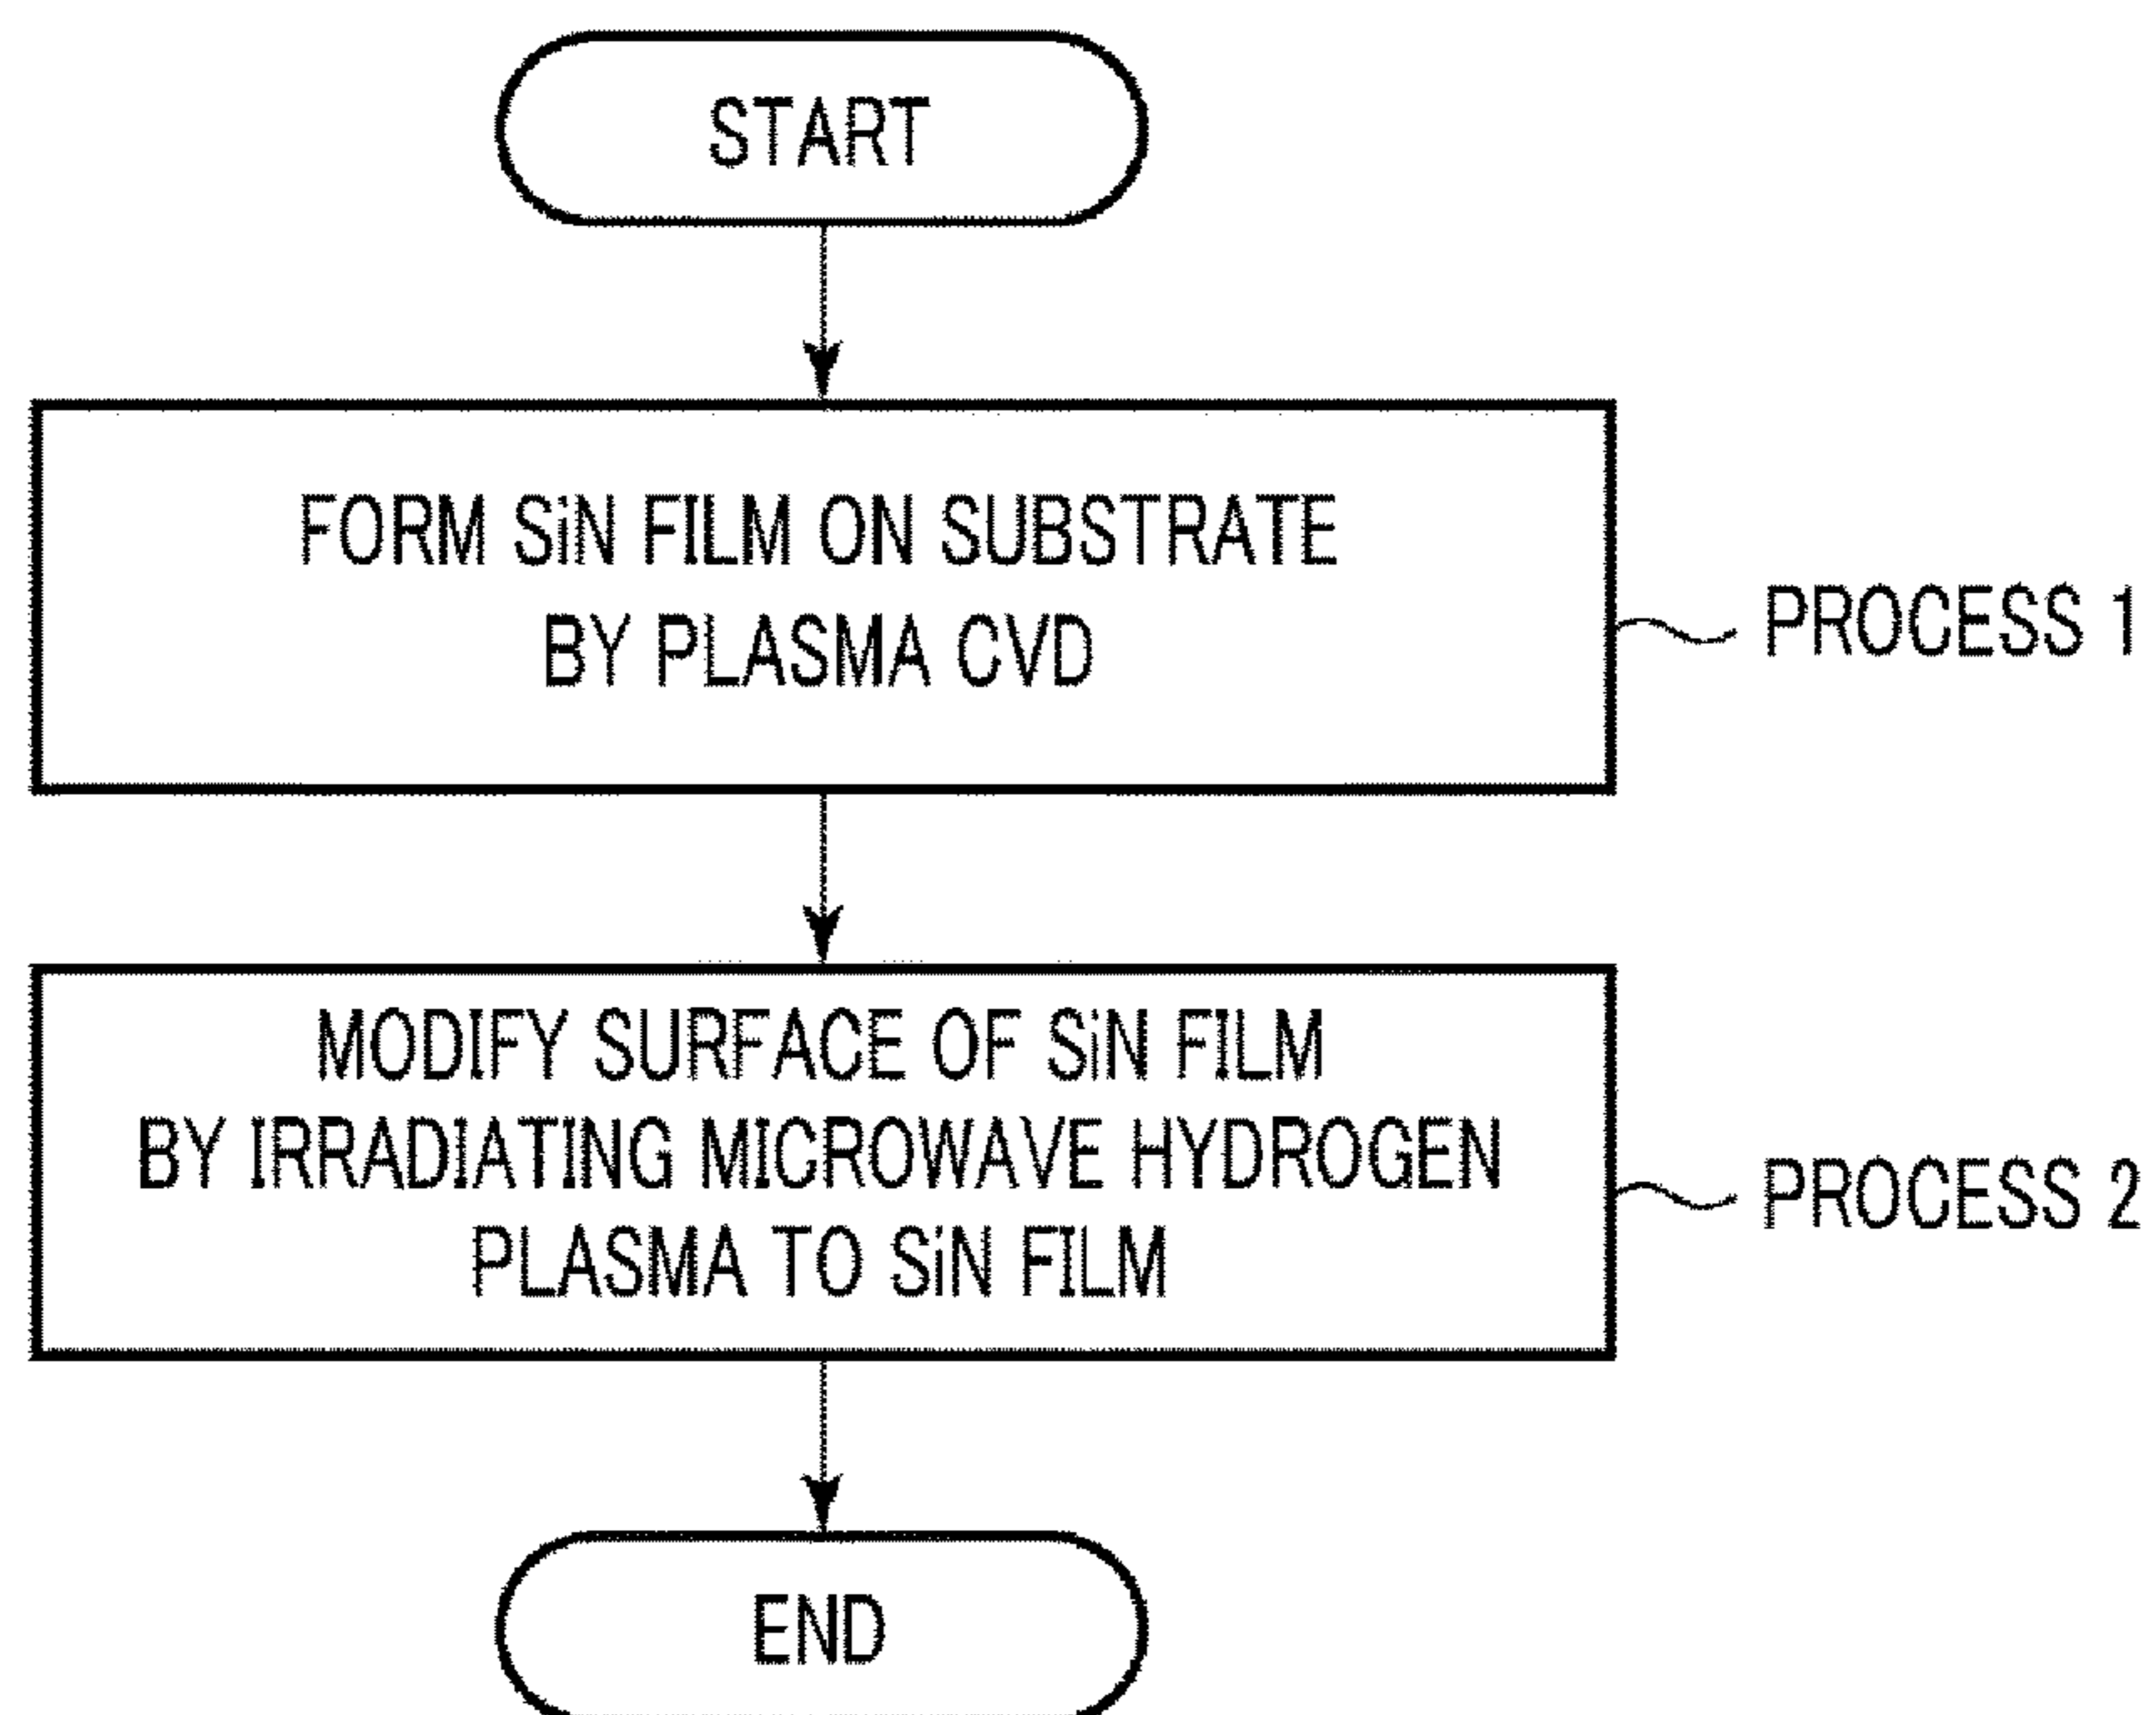 START
FORM SiN FILM ON SUBSTRATE
BY PLASMA CVD
PROCESS 1
MODIFY SURFACE OF SiN FILM
BY IRRADIATING MICROWAVE HYDROGEN
PLASMA TO SiN FILM
PROCESS 2
END